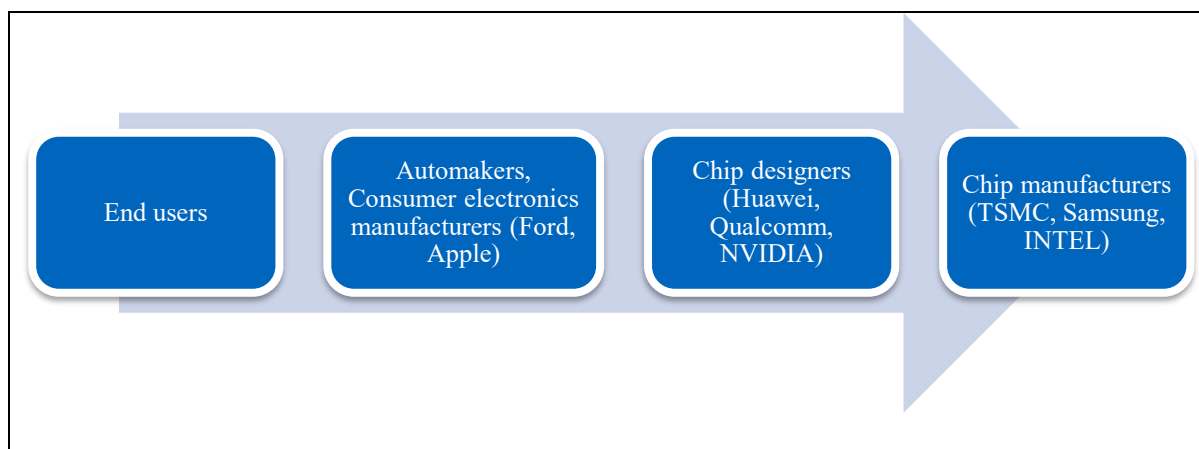 End users
Automakers,
Consumer electronics
manufacturers (Ford,
Apple)
Chip designers
(Huawei,
Qualcomm,
NVIDIA)
Chip manufacturers
(TSMC, Samsung,
INTEL)